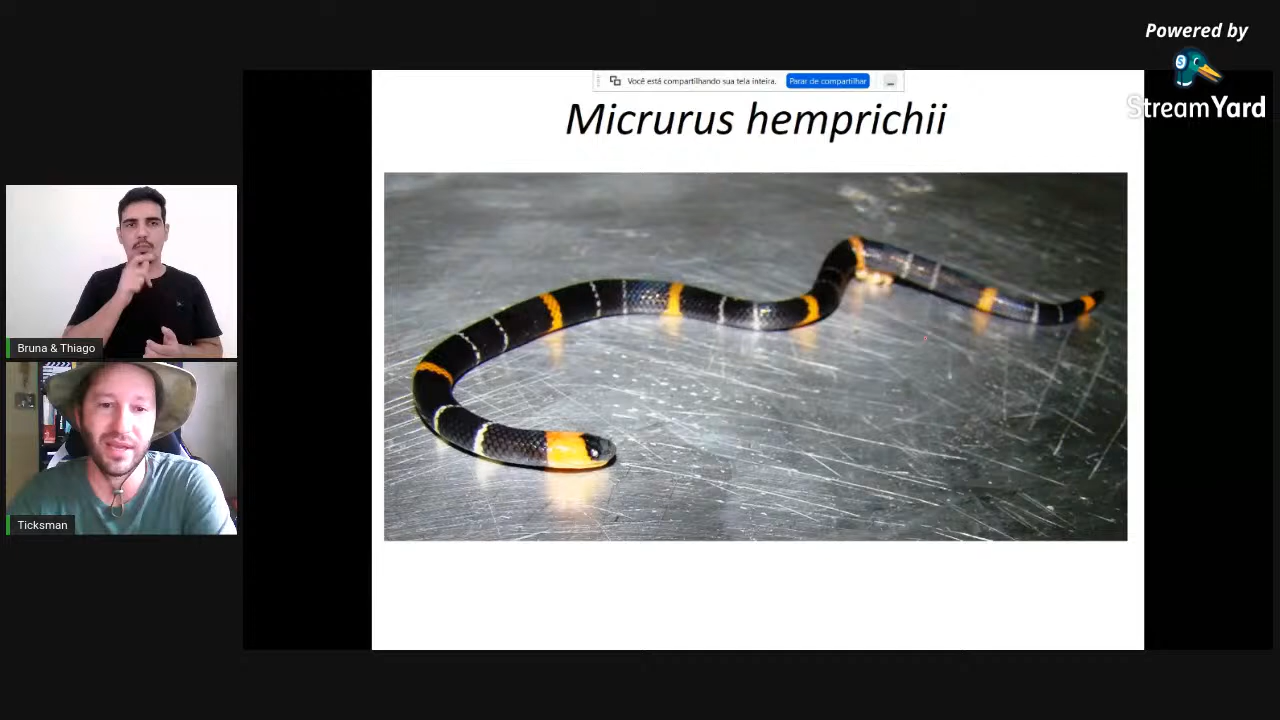 Powered by
StreamYard
Você está compartilhando sua tela inteira.
Parar de compartilhar
Micrurus hemprichii
Bruna & Thiago
Ticksman